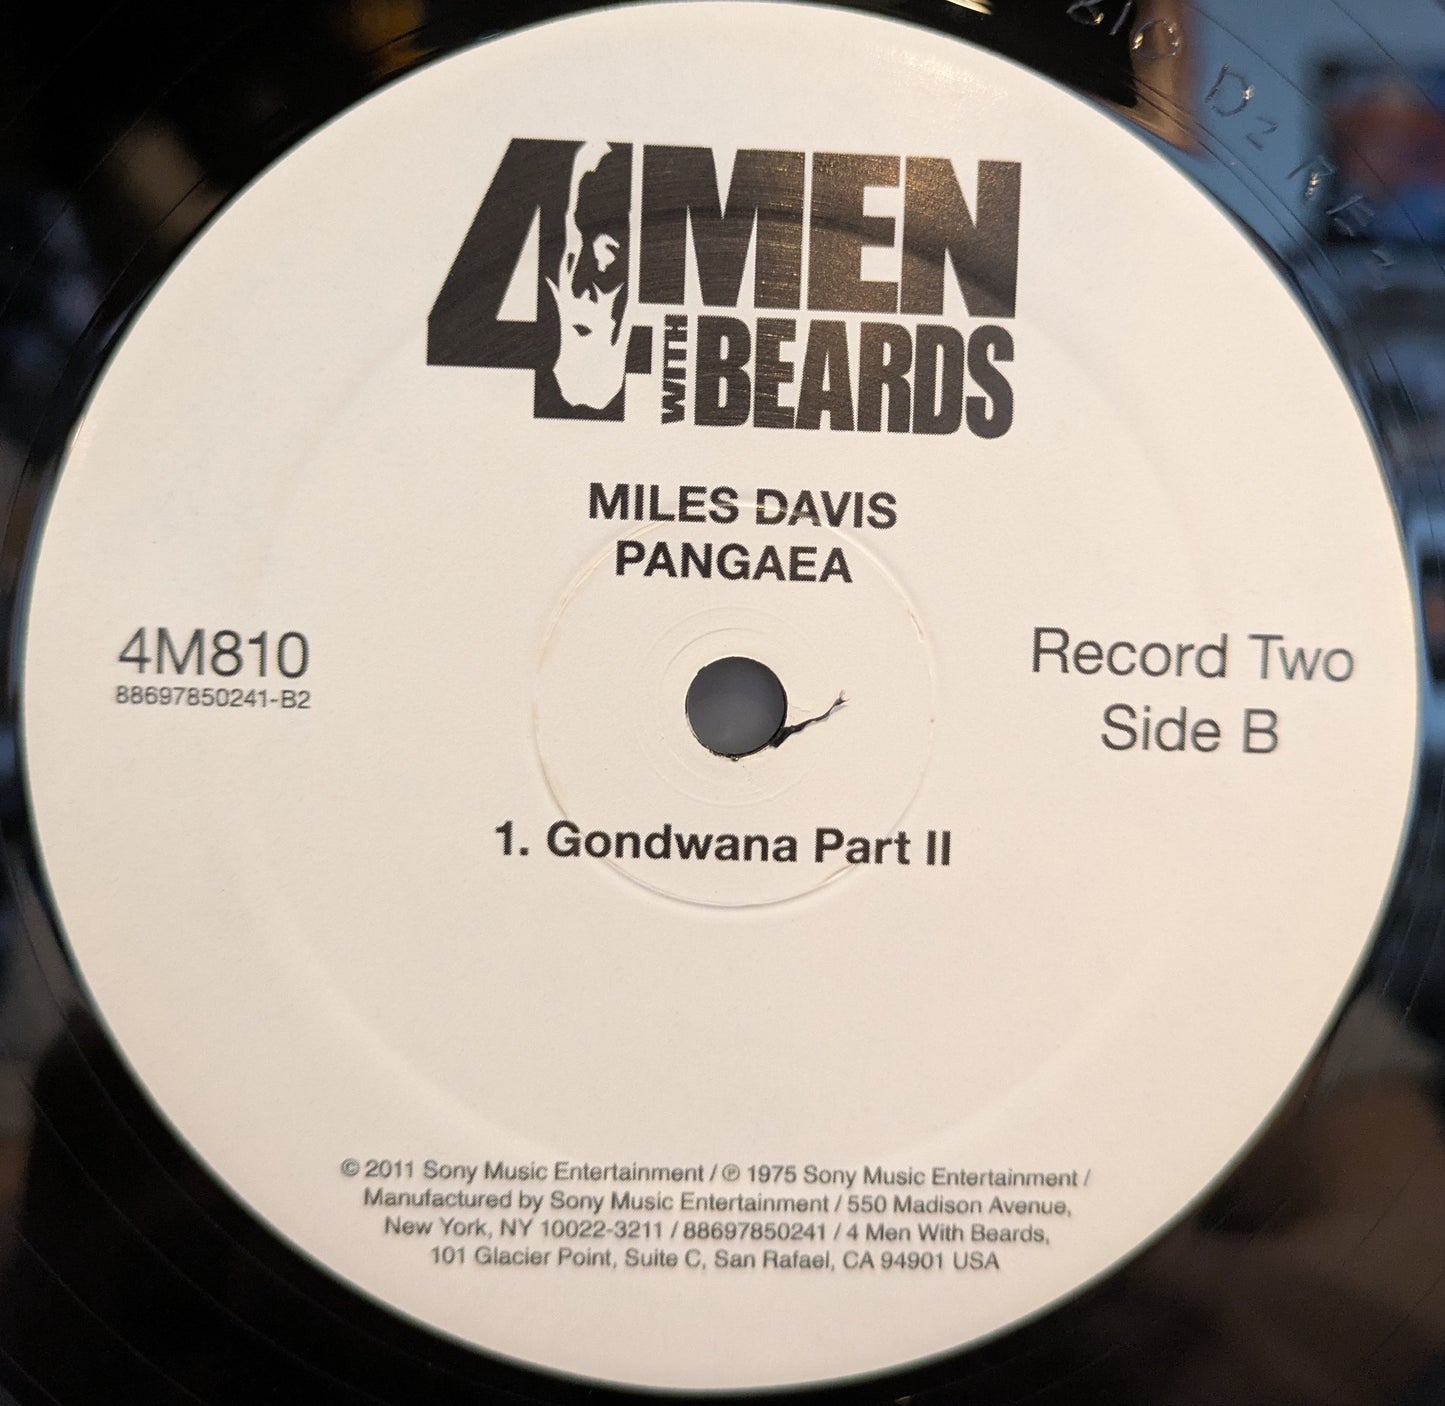 4 MEN
WITH BEARDS
MILES DAVIS
PANGAEA
4M810
88697850241-B2
Record Two
Side B
1. Gondwana Part II
© 2011 Sony Music Entertainment / ℗ 1975 Sony Music Entertainment /
Manufactured by Sony Music Entertainment / 550 Madison Avenue,
New York, NY 10022-3211 / 88697850241 / 4 Men With Beards,
101 Glacier Point, Suite C, San Rafael, CA 94901 USA